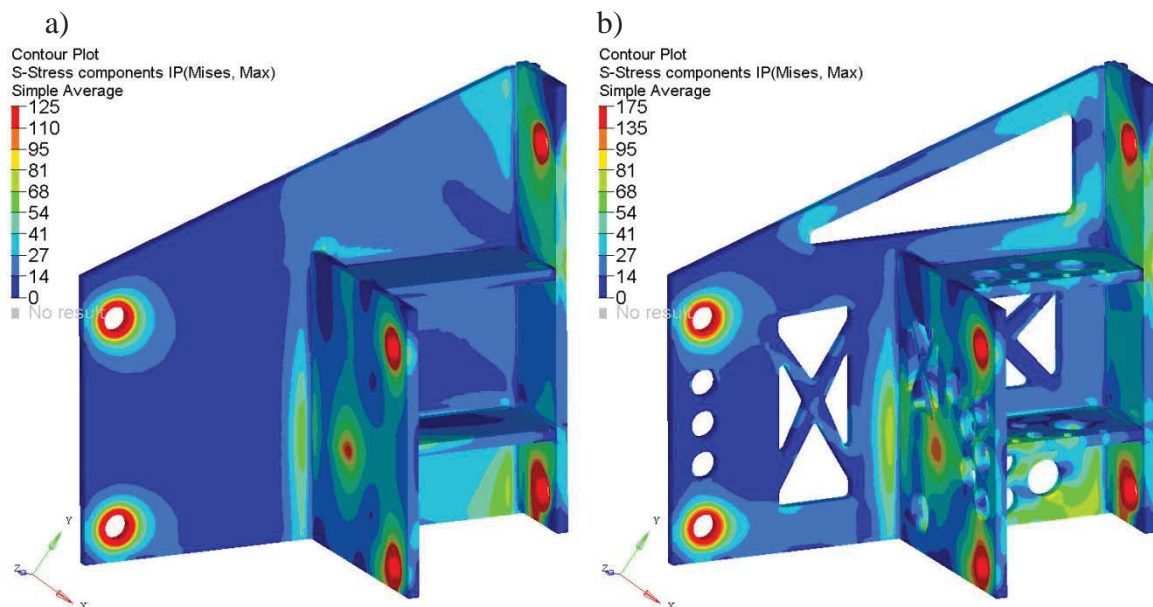 a)
Contour Plot
S-Stress components IP(Mises, Max)
Simple Average
125
110
95
81
68
54
41
27
14
0
No result
Y
Z
X
b)
Contour Plot
S-Stress components IP(Mises, Max)
Simple Average
175
135
95
81
68
54
41
27
14
0
No result
Y
Z
X